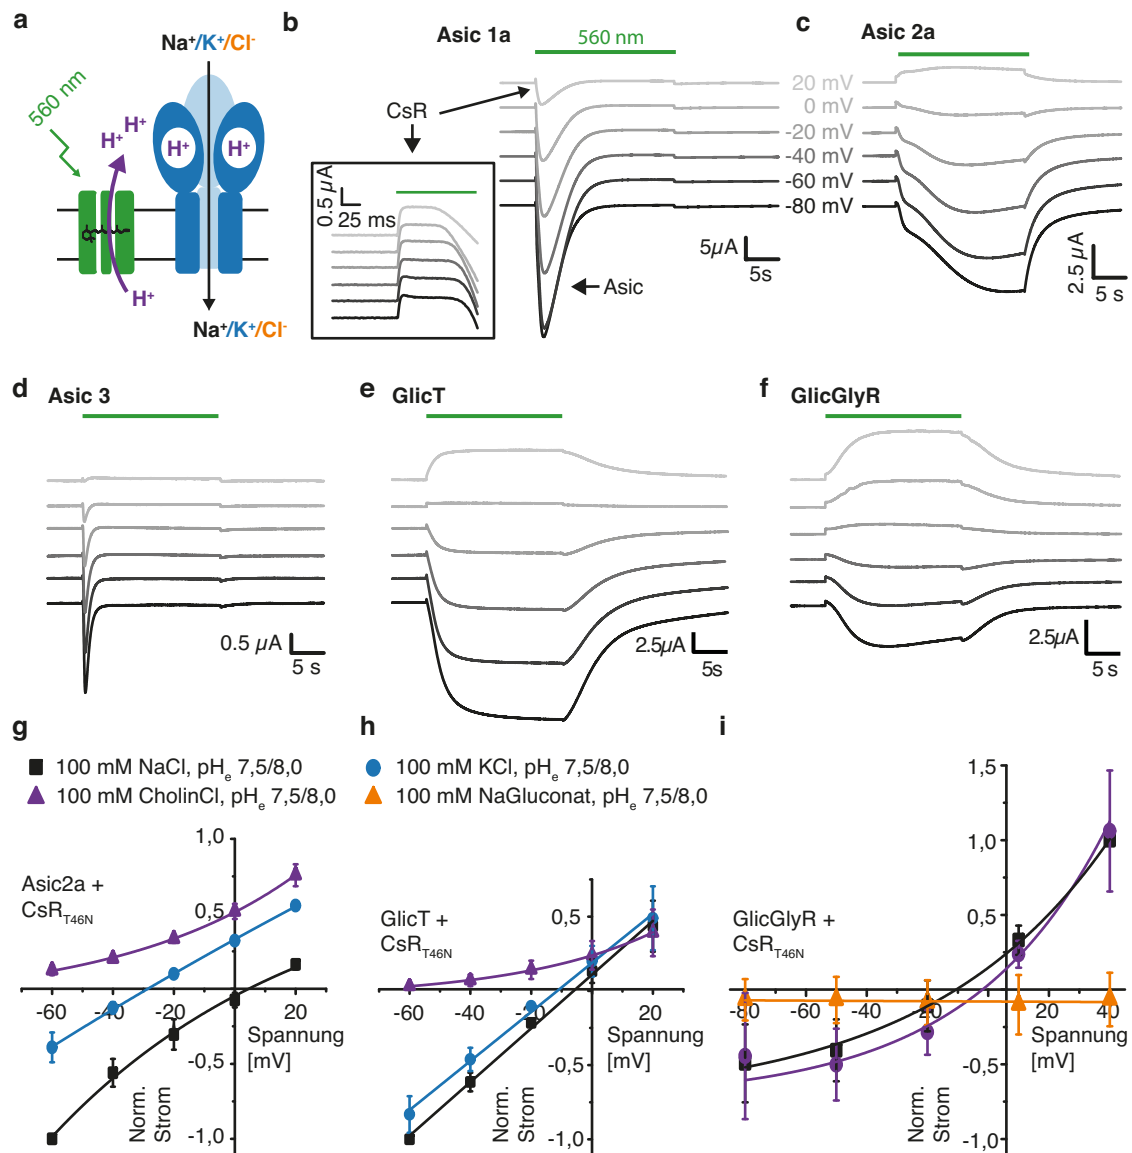 a
Na⁺/K⁺/Cl⁻
560 nm
H⁺
H⁺
H⁺
H⁺
H⁺
Na⁺/K⁺/Cl⁻
b
Asic 1a
560 nm
CsR
0.5 µA
25 ms
Asic
5µA
5s
20 mV
0 mV
-20 mV
-40 mV
-60 mV
-80 mV
c
Asic 2a
2.5 µA
5 s
d
Asic 3
0.5 µA
5 s
e
GlicT
2.5µA
5s
f
GlicGlyR
2.5µA
5s
g
h
i
100 mM NaCl, pHₑ 7,5/8,0
100 mM KCl, pHₑ 7,5/8,0
100 mM CholinCl, pHₑ 7,5/8,0
100 mM NaGluconat, pHₑ 7,5/8,0
Asic2a +
CsR_T46N
1,0
0,5
-0,5
-1,0
-60
-40
-20
0
20
Spannung
[mV]
Norm.
Strom
GlicT +
CsR_T46N
0,5
-0,5
-1,0
-60
-40
-20
0
20
Spannung
[mV]
Norm.
Strom
GlicGlyR +
CsR_T46N
1,5
1,0
0,5
-0,5
-1,0
-80
-60
-40
-20
0
20
40
Spannung
[mV]
Norm.
Strom